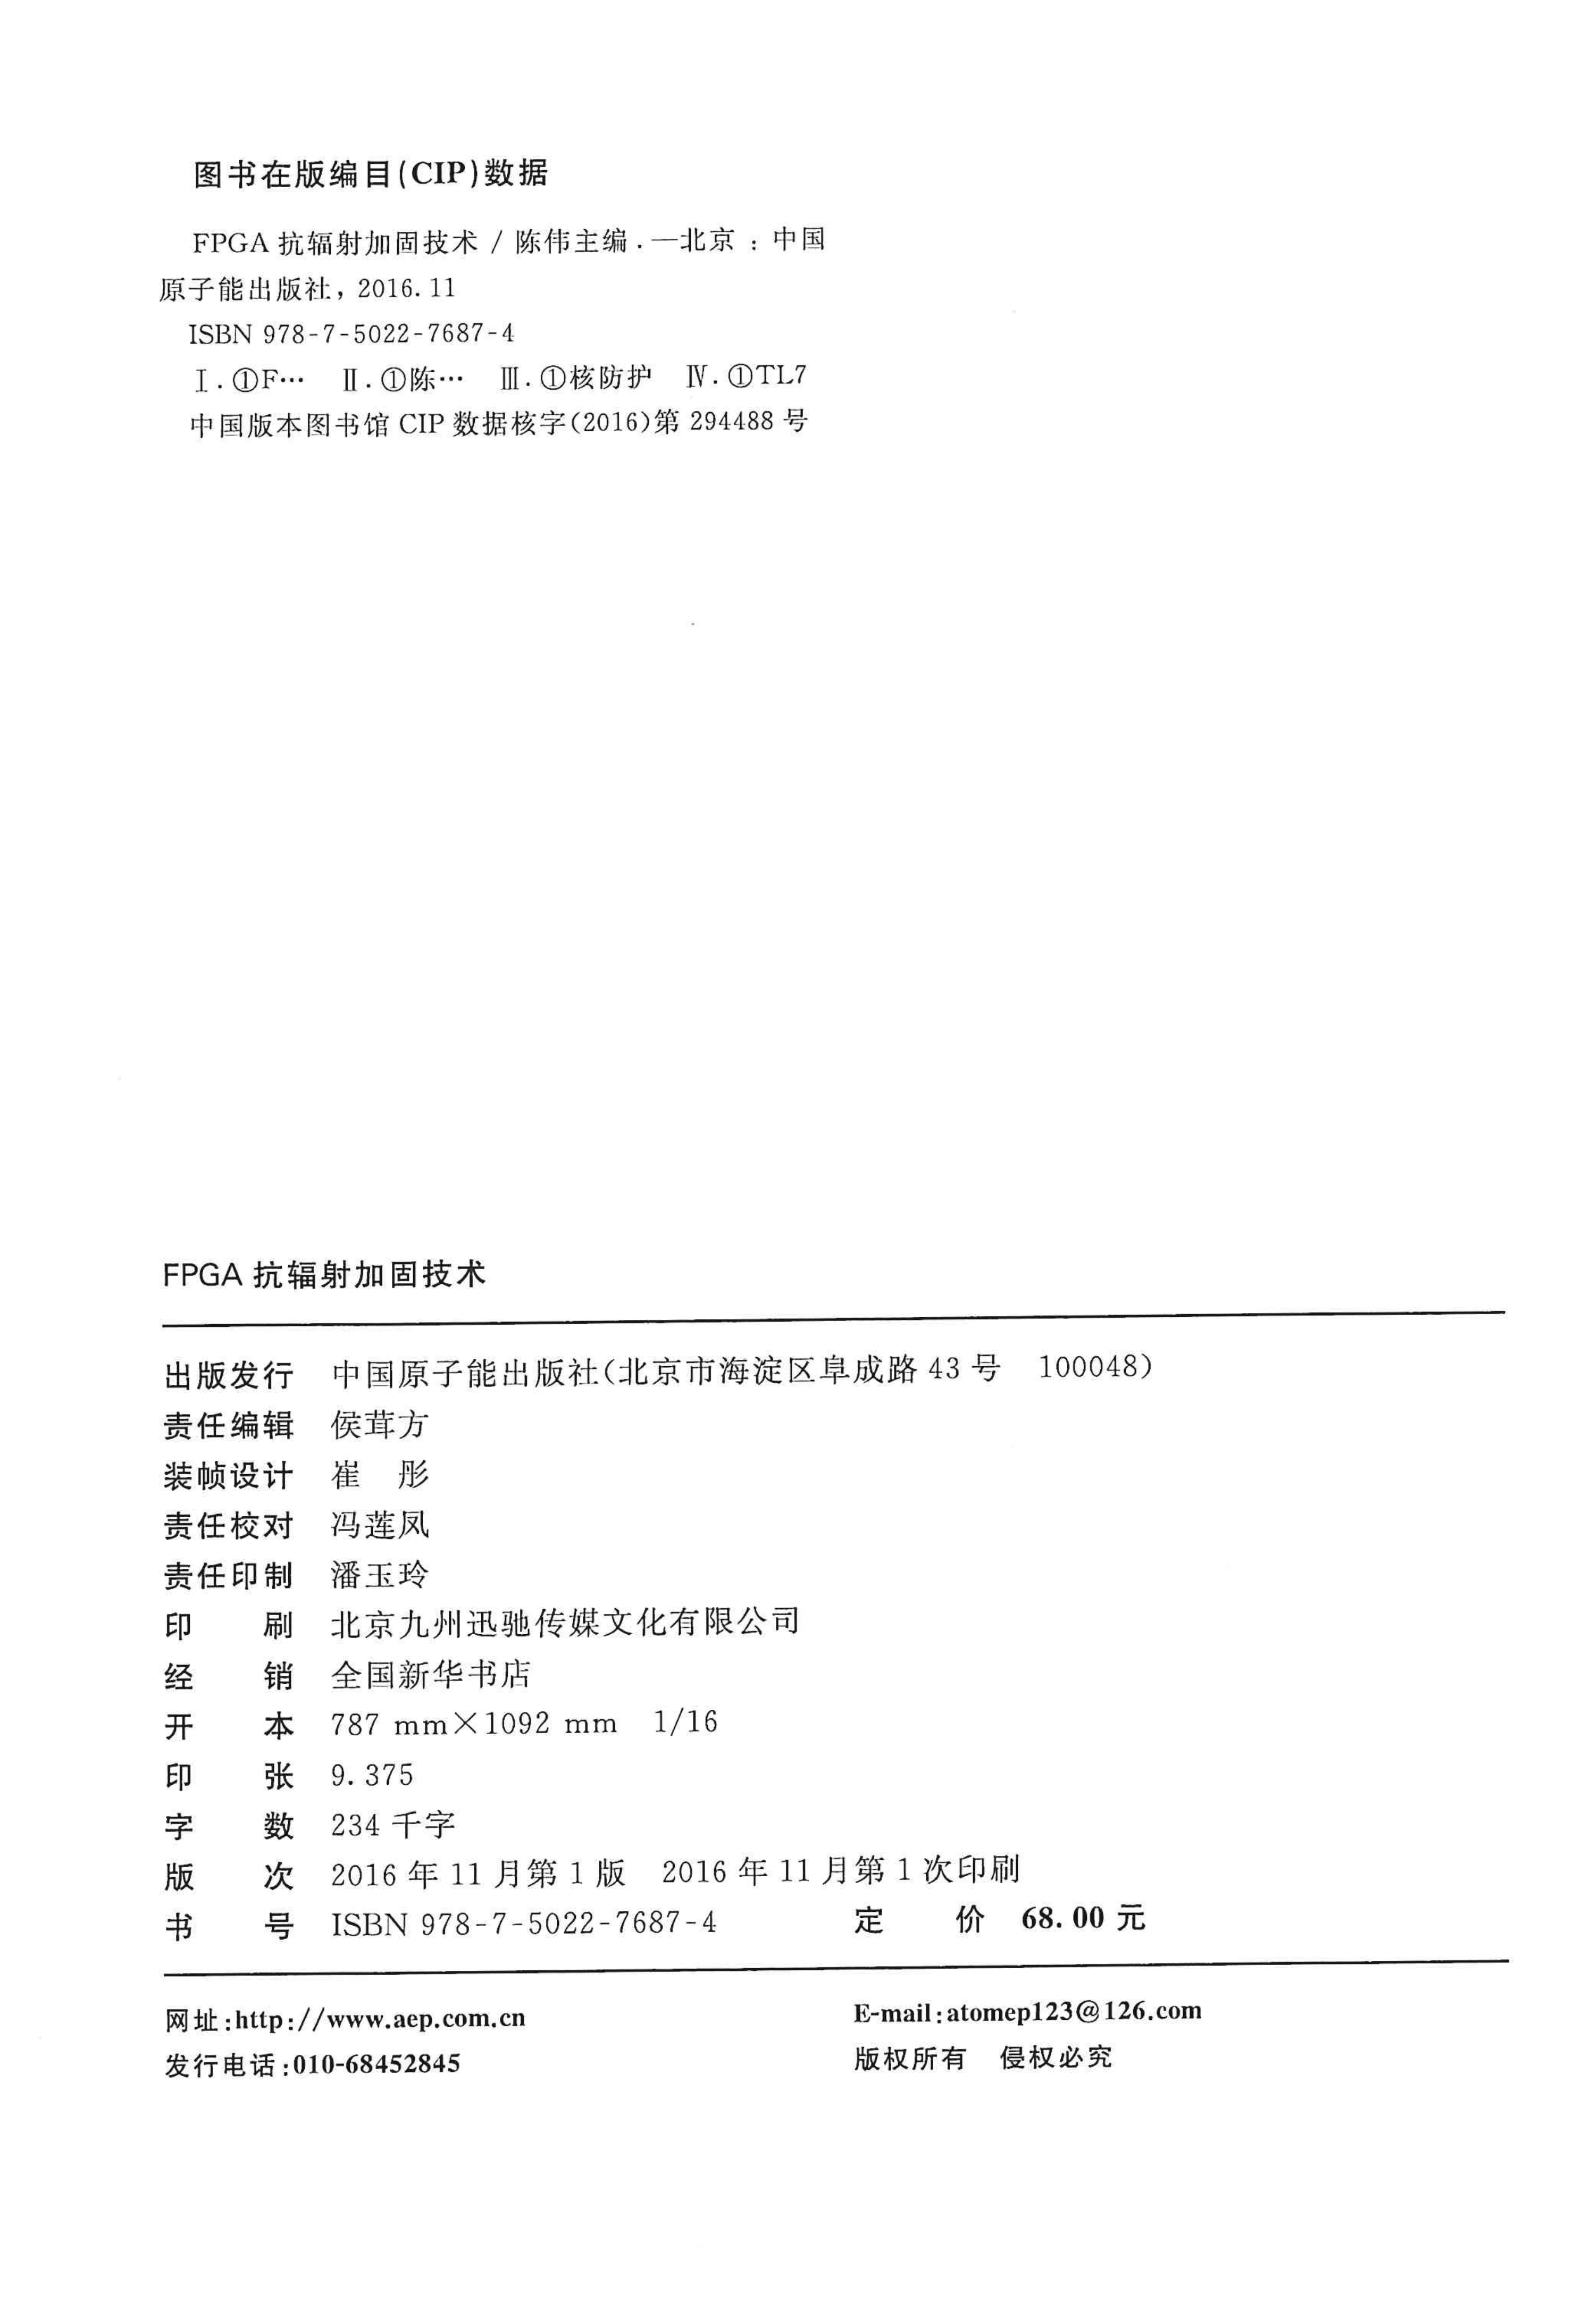 图书在版编目(CIP)数据
FPGA 抗辐射加固技术 / 陈伟主编. —北京 : 中国
原子能出版社, 2016. 11
ISBN 978-7-5022-7687-4
Ⅰ. ①F… Ⅱ. ①陈… Ⅲ. ①核防护 Ⅳ. ①TL7
中国版本图书馆 CIP 数据核字(2016)第 294488 号
FPGA 抗辐射加固技术
出版发行 中国原子能出版社(北京市海淀区阜成路 43 号 100048)
责任编辑 侯茸方
装帧设计 崔 彤
责任校对 冯莲凤
责任印制 潘玉玲
印 刷 北京九州迅驰传媒文化有限公司
经 销 全国新华书店
开 本 787 mm×1092 mm 1/16
印 张 9. 375
字 数 234 千字
版 次 2016 年 11 月第 1 版 2016 年 11 月第 1 次印刷
书 号 ISBN 978-7-5022-7687-4 定 价 68. 00 元
网址:http://www.aep.com.cn E-mail:atomep123@126.com
发行电话:010-68452845 版权所有 侵权必究